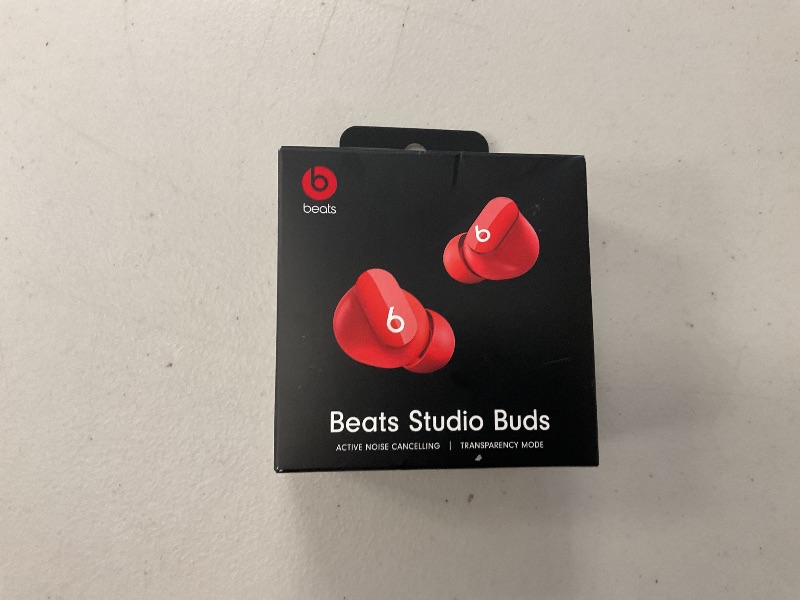 beats
Beats Studio Buds
ACTIVE NOISE CANCELLING | TRANSPARENCY MODE